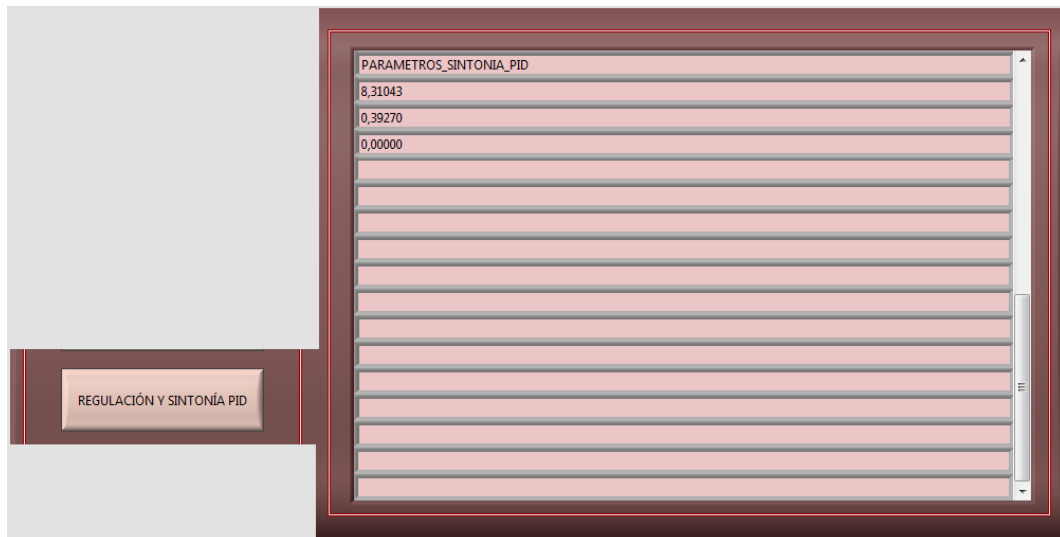 PARAMETROS_SINTONIA_PID
8,31043
0,39270
0,00000
REGULACIÓN Y SINTONÍA PID